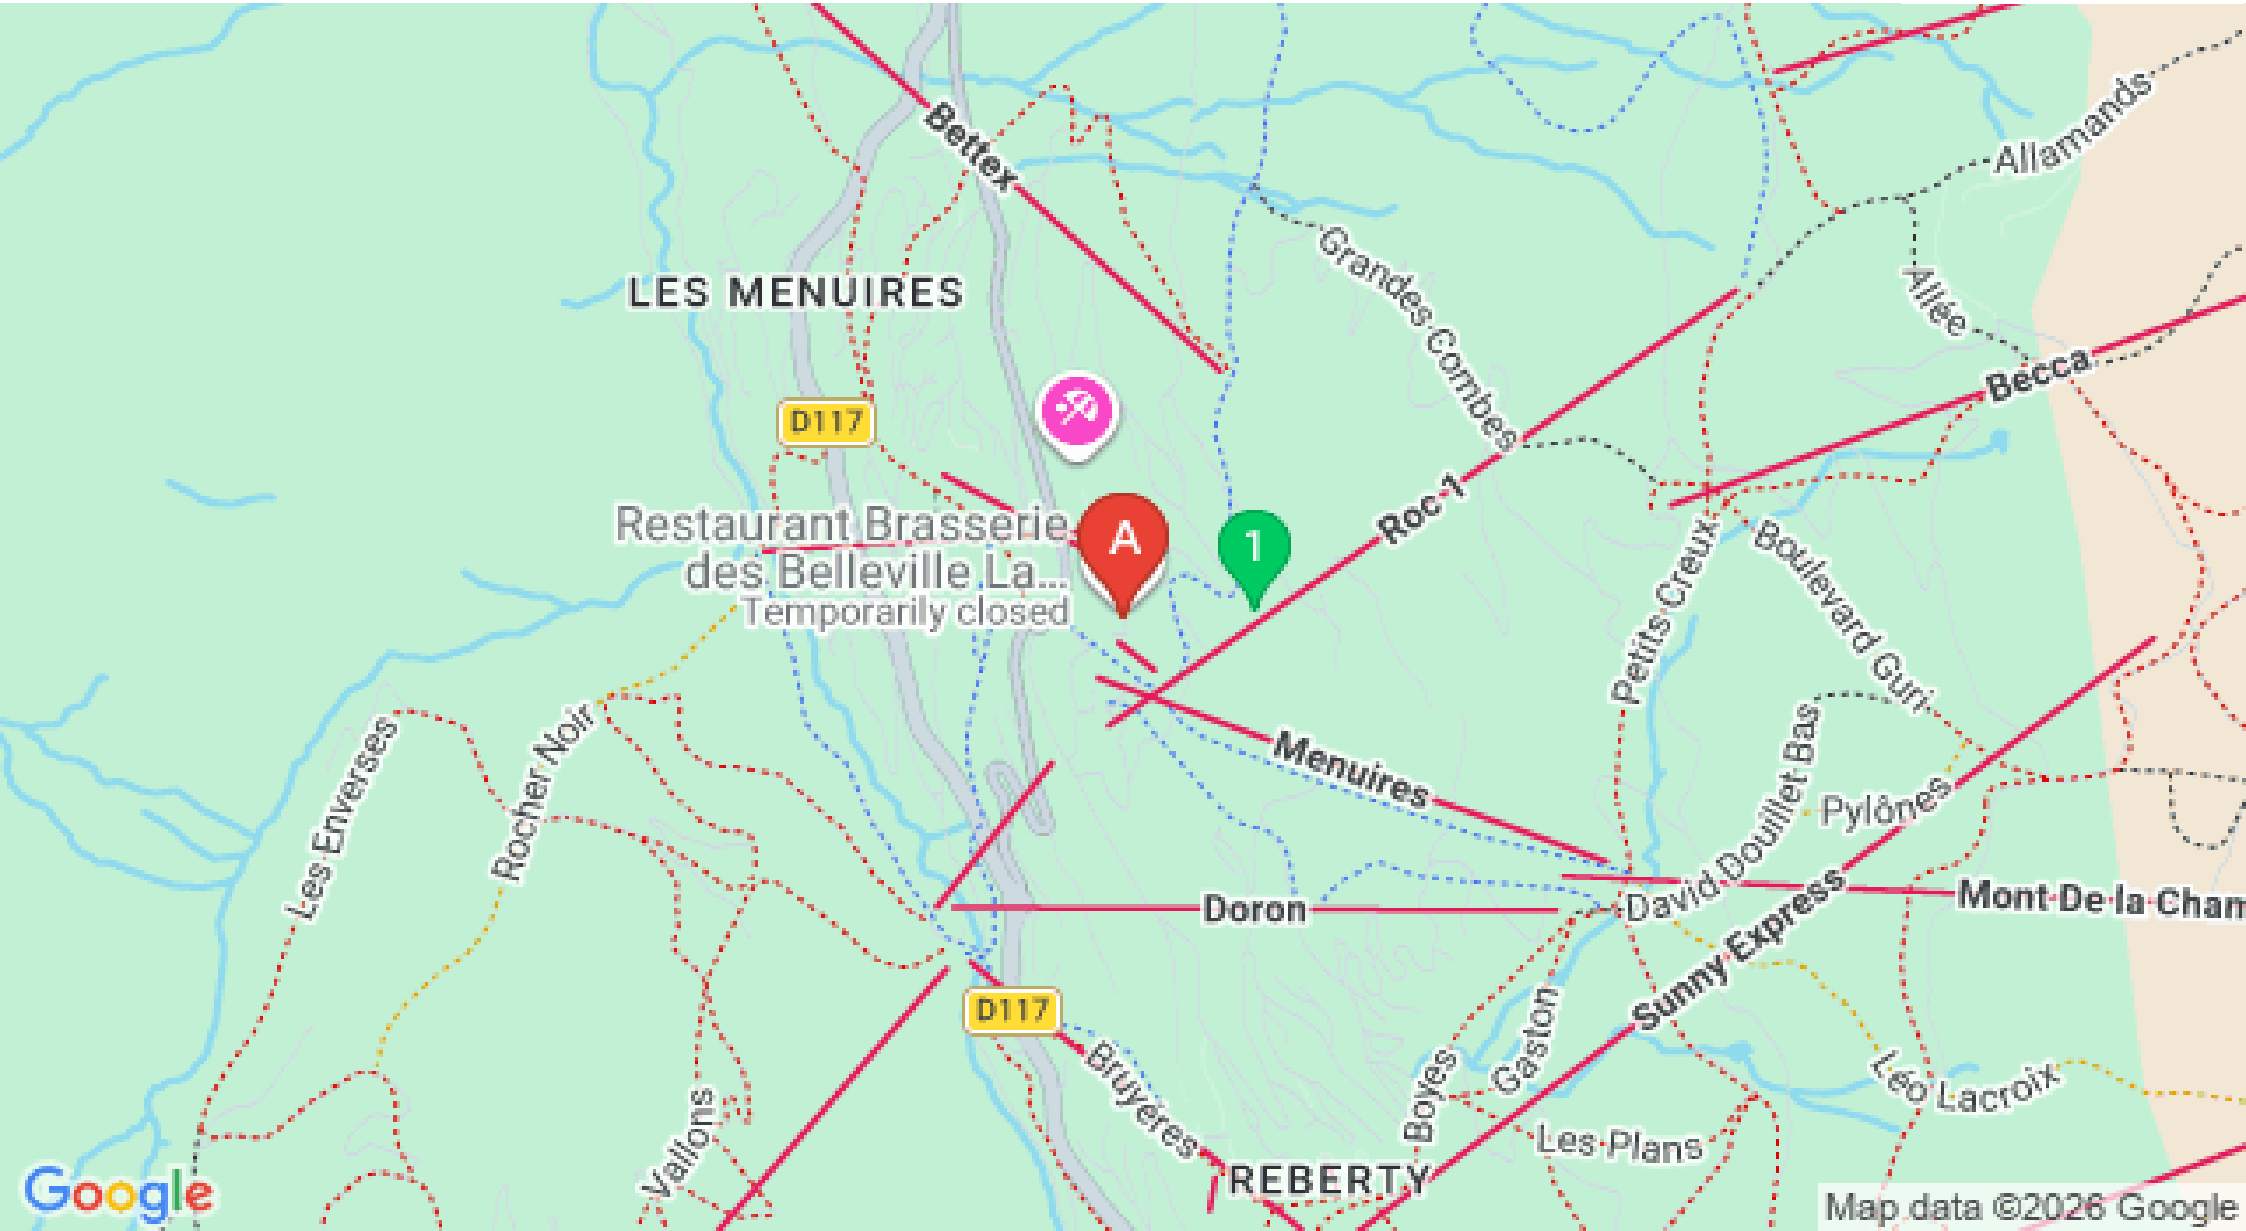 Bettex
Allamands
Grandes Combes
Allée
LES MENUIRES
Becca
D117
Roc 1
Restaurant Brasserie
des Belleville La...
Temporarily closed
A
1
Petits Creux
Boulevard Guri
Les Enverses
Rocher Noir
Menuires
David Douillet Bas
Pylônes
Doron
Mont De la Cham
Sunny Express
D117
Gaston
Boyes
Bruyères
Léo Lacroix
Vallons
Les Plans
REBERTY
Google
Map data ©2026 Google